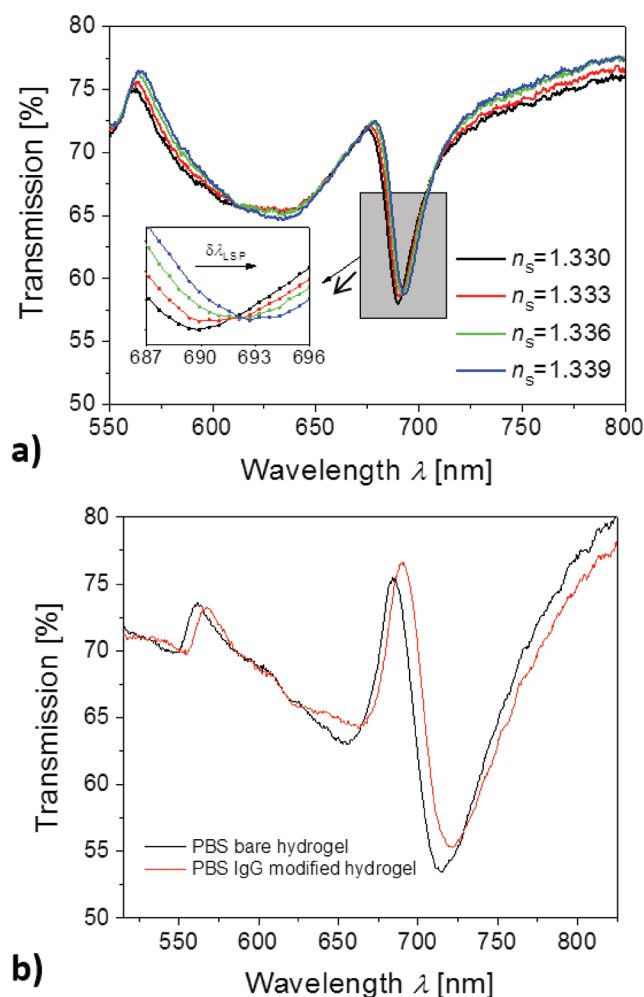 80
75
70
65
60
55
50
Transmission [%]
δλLSP
687 690 693 696
ns=1.330
ns=1.333
ns=1.336
ns=1.339
550 600 650 700 750 800
Wavelength λ [nm]
a)
80
75
70
65
60
55
50
Transmission [%]
PBS bare hydrogel
PBS IgG modified hydrogel
550 600 650 700 750 800
Wavelength λ [nm]
b)